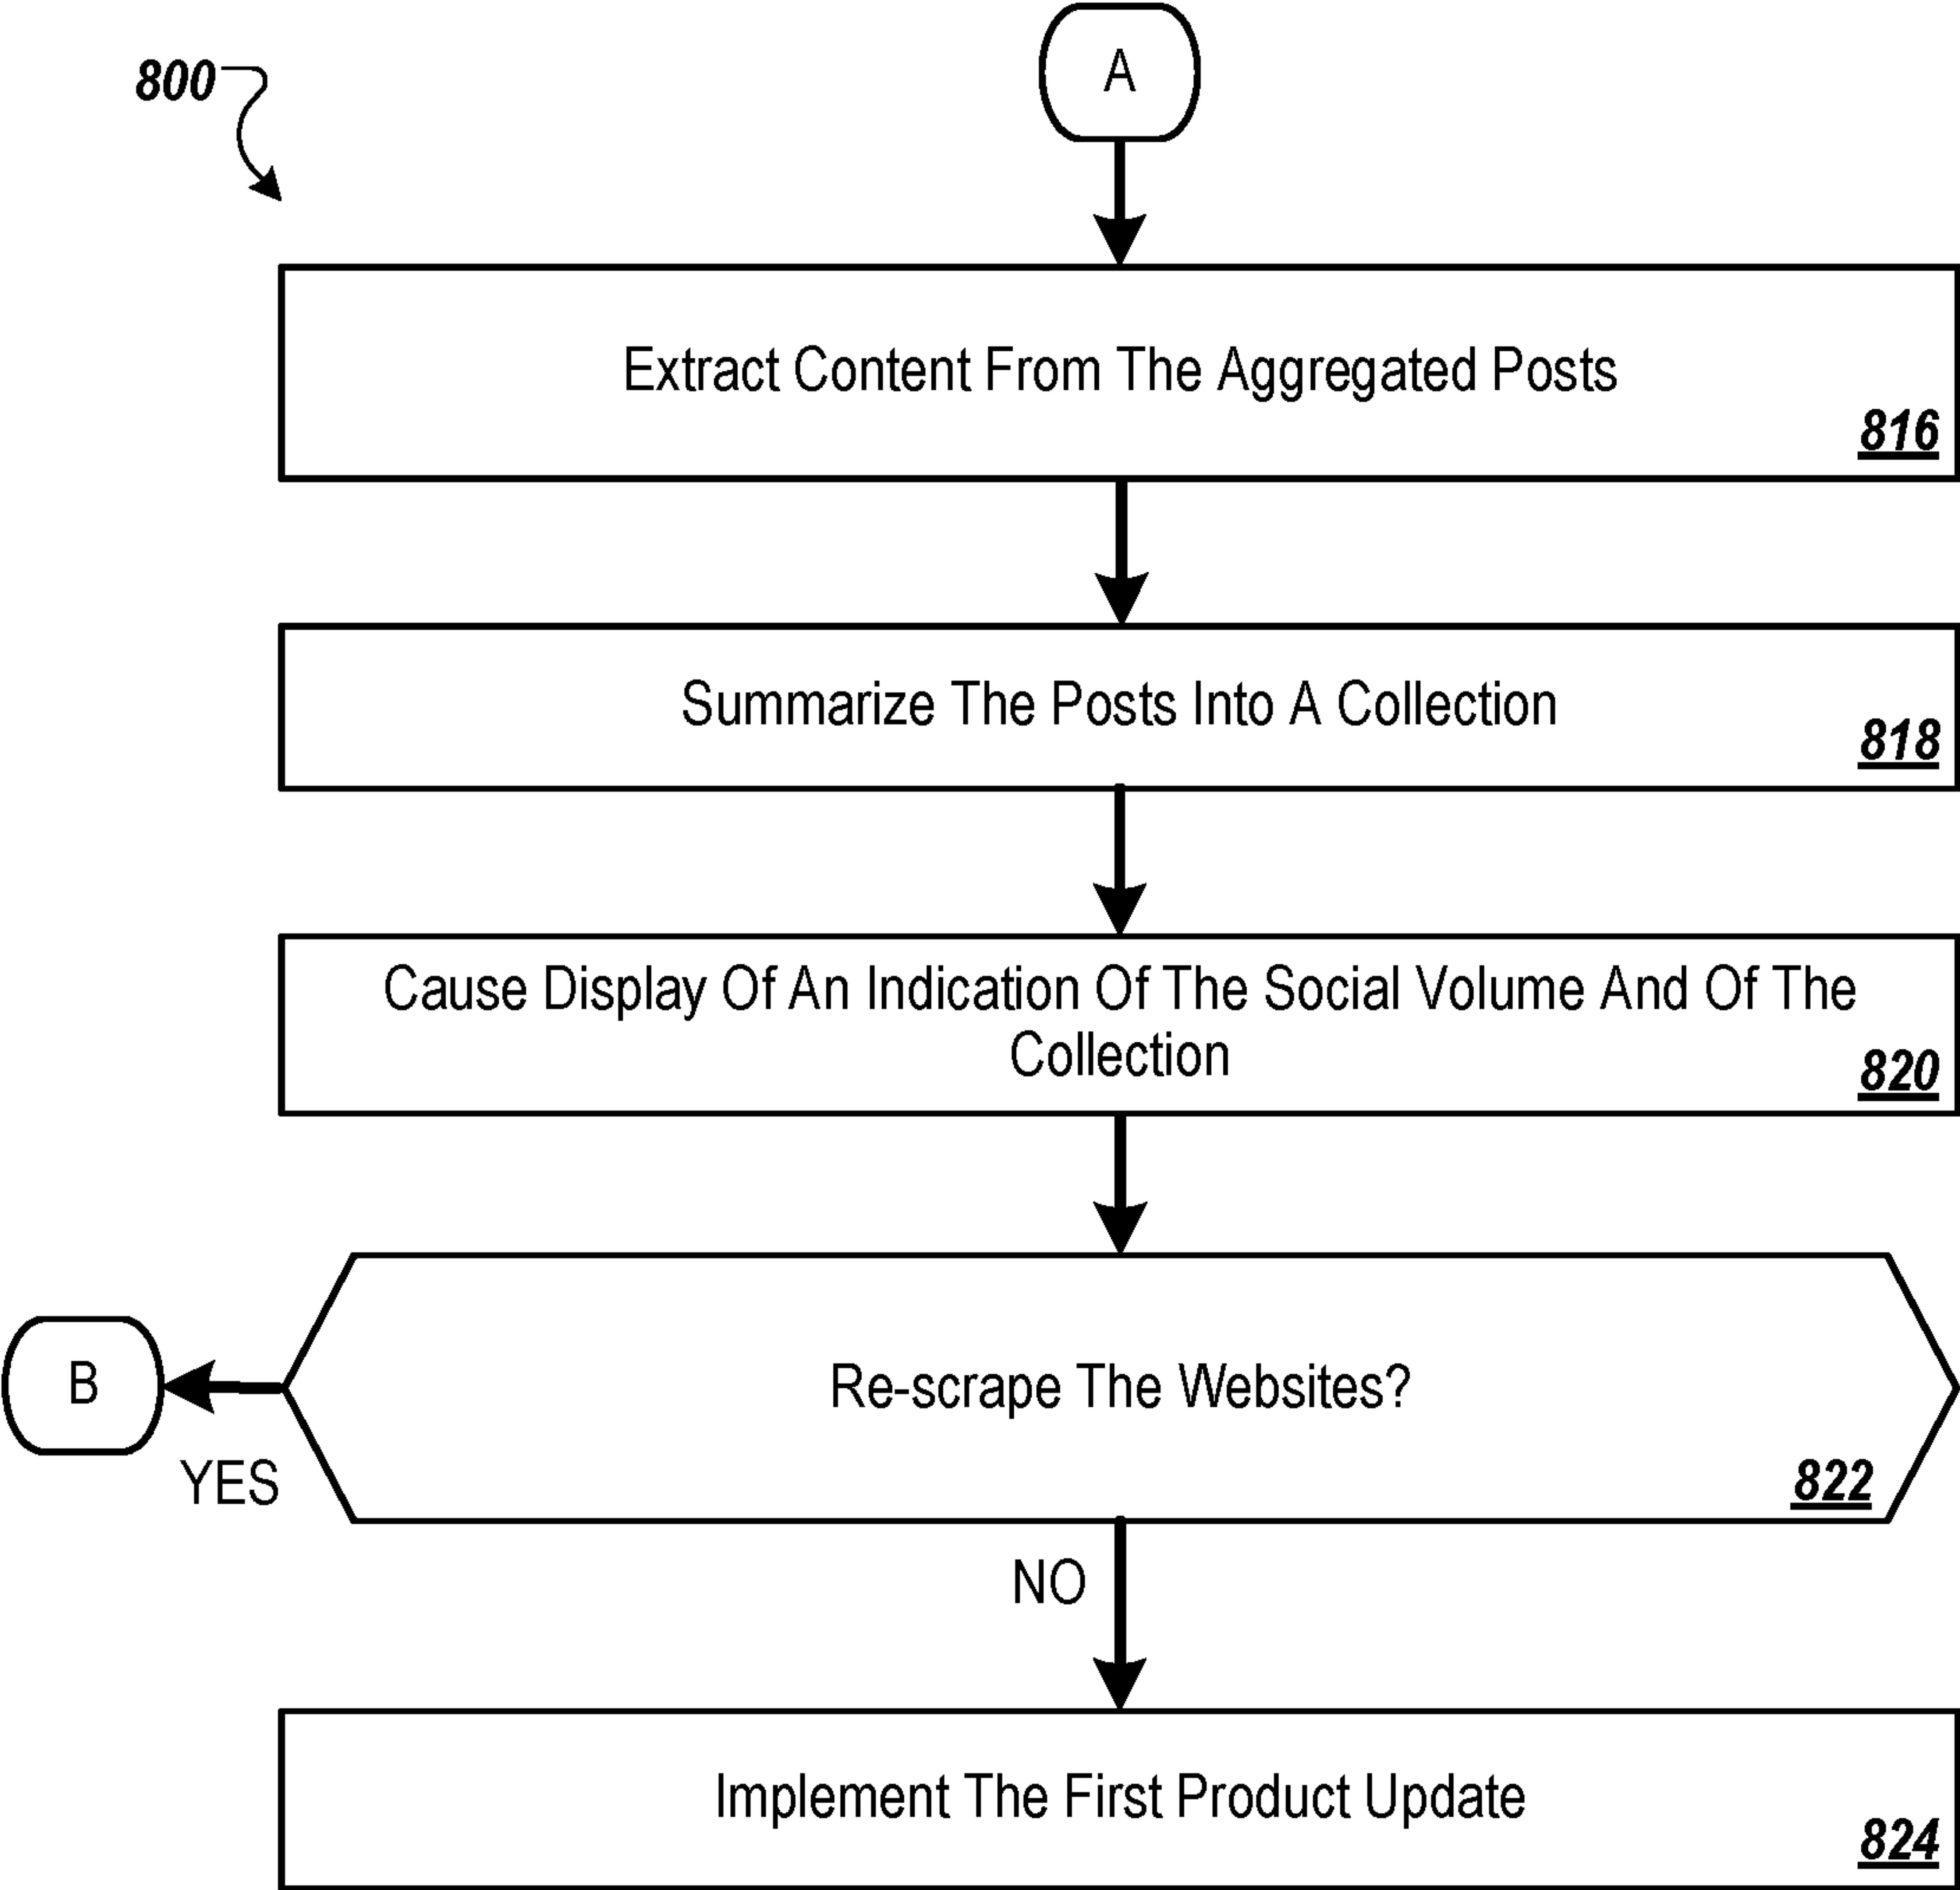 800
A
Extract Content From The Aggregated Posts
816
Summarize The Posts Into A Collection
818
Cause Display Of An Indication Of The Social Volume And Of The
Collection
820
Re-scrape The Websites?
822
B
YES
NO
Implement The First Product Update
824